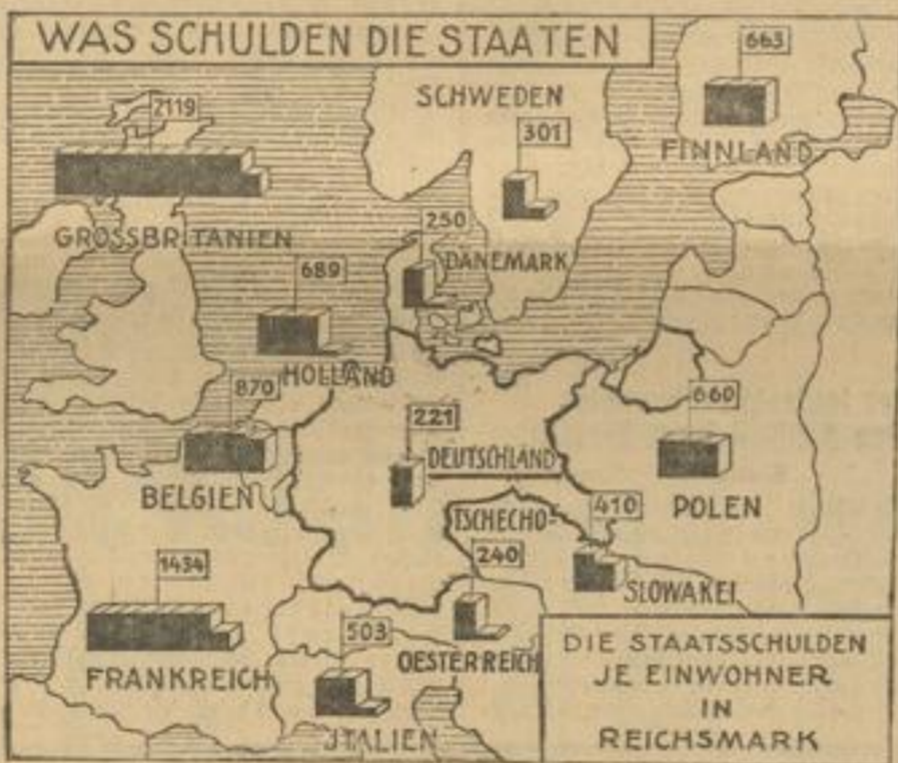 WAS SCHULDEN DIE STAATEN
663
2119
SCHWEDEN
301
FINNLAND
GROSSBRITANIEN
250
DÄNEMARK
689
HOLLAND
870
660
221
DEUTSCHLAND
BELGIEN
410
POLEN
TSCHECHO-
SLOWAKEI
240
1434
503
OESTERREICH
FRANKREICH
JTALIEN
DIE STAATSSCHULDEN
JE EINWOHNER
IN
REICHSMARK